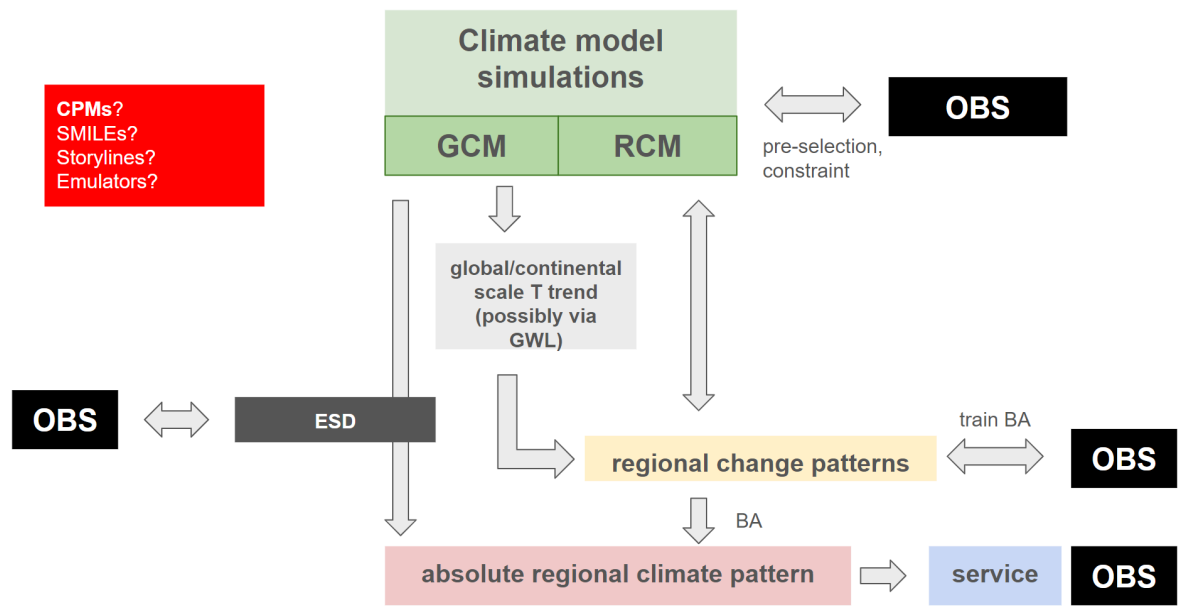 Climate model
simulations
GCM
RCM
CPMs?
SMILEs?
Storylines?
Emulators?
OBS
pre-selection,
constraint
global/continental
scale T trend
(possibly via
GWL)
OBS
ESD
train BA
regional change patterns
OBS
BA
absolute regional climate pattern
service
OBS